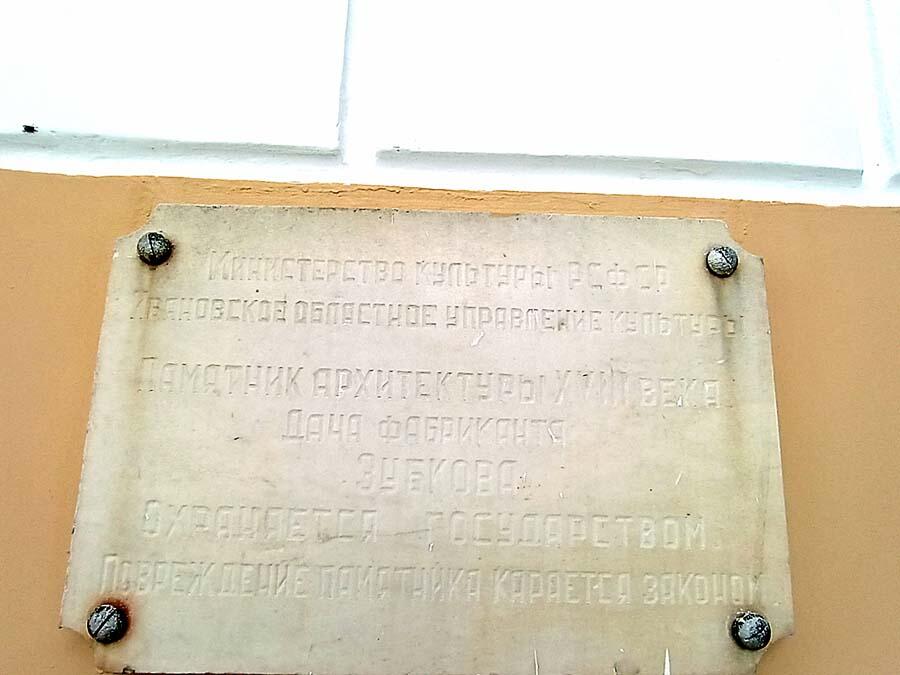 Министерство культуры РСФСР
Ивановское областное управление культуры
Памятник архитектуры XVIII века
Дача фабриканта
Зубкова
Охраняется государством.
Повреждение памятника карается законом.